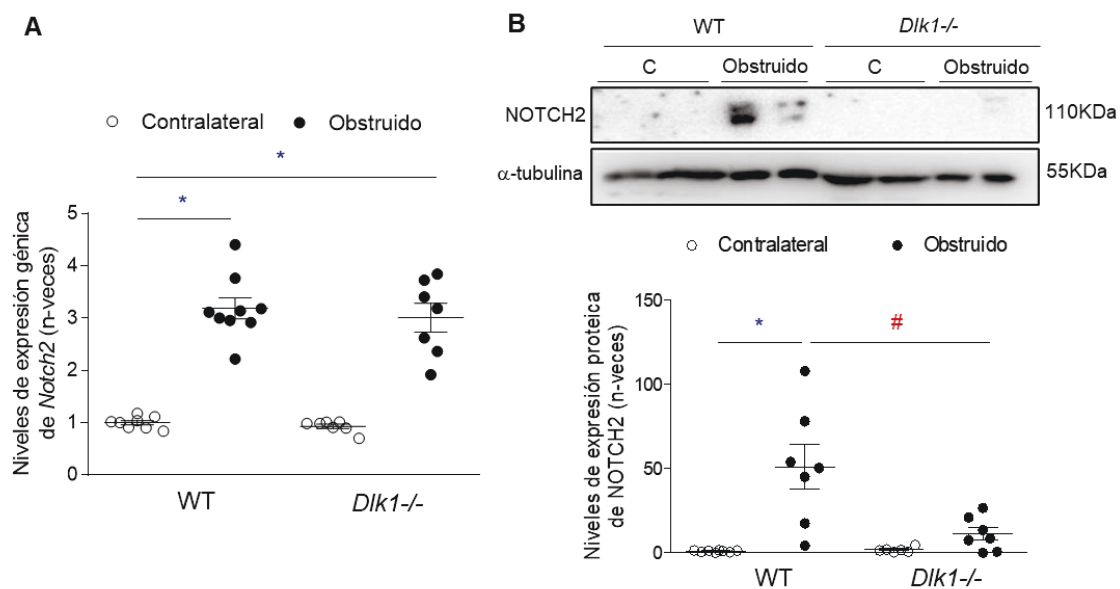 A
Contralateral
Obstruido
*
*
Niveles de expresión génica
de Notch2 (n-veces)
5
4
3
2
1
0
WT
Dlk1-/-
B
WT
Dlk1-/-
C
Obstruido
C
Obstruido
NOTCH2
110KDa
α-tubulina
55KDa
Contralateral
Obstruido
*
#
Niveles de expresión proteica
de NOTCH2 (n-veces)
150
100
50
0
WT
Dlk1-/-